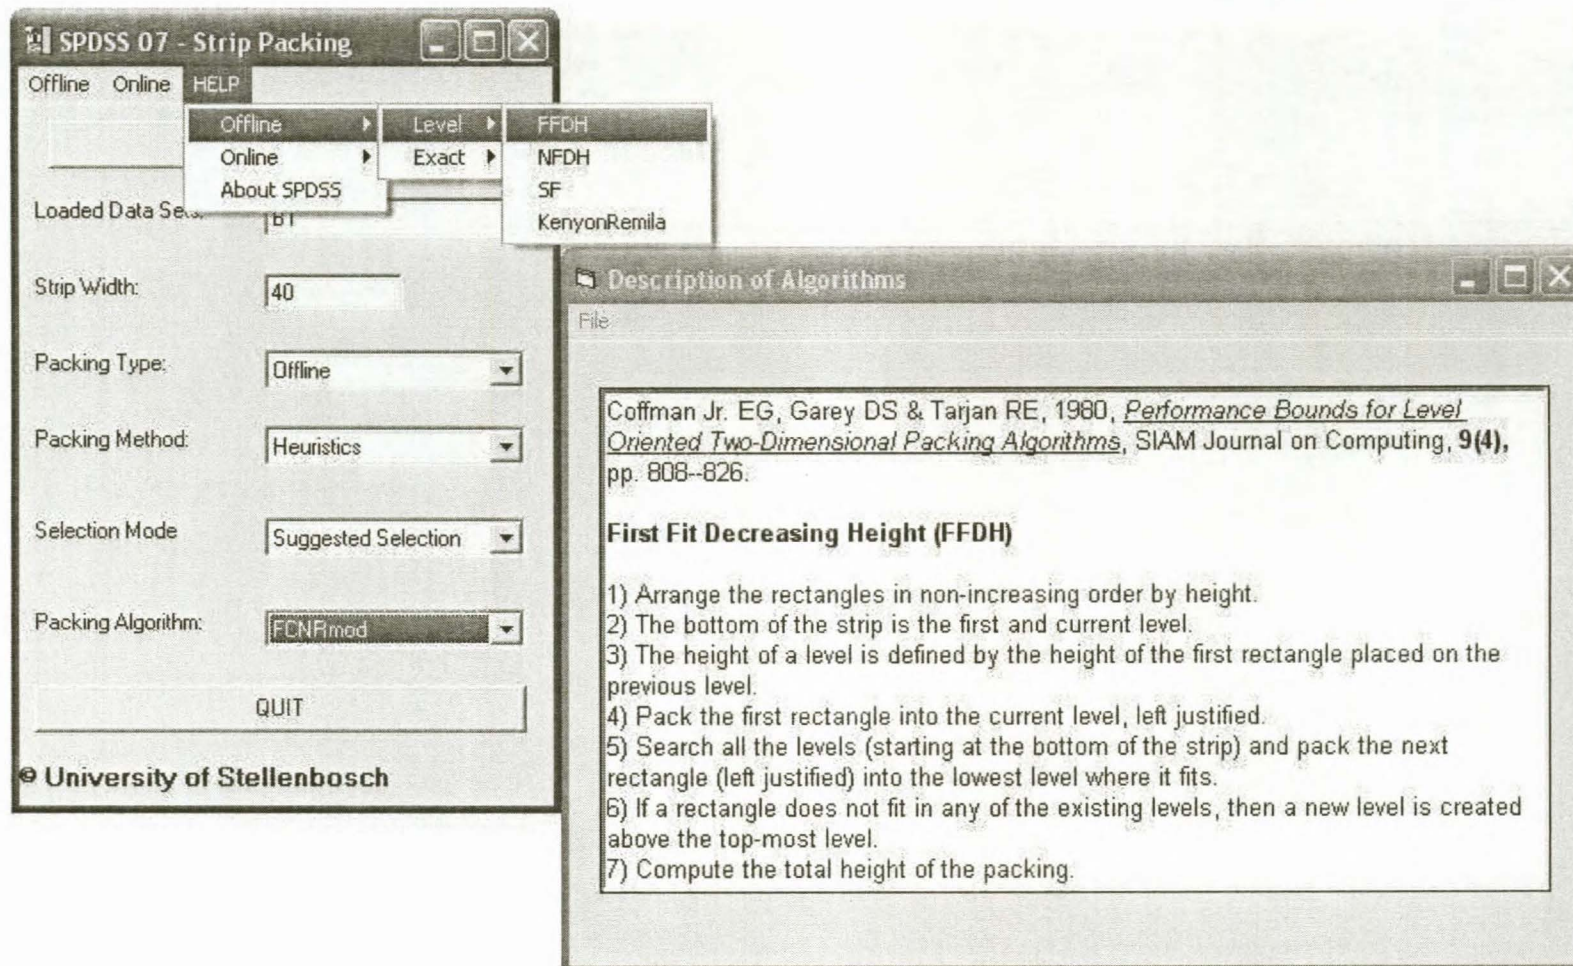 SPDSS 07 - Strip Packing
Offline Online HELP
Offline Level FFDH
Online Exact NFDH
About SPDSS SF
KenyonRemila
Loaded Data Sets: B1
Strip Width: 40
Packing Type: Offline
Packing Method: Heuristics
Selection Mode Suggested Selection
Packing Algorithm: FCNRmod
QUIT
© University of Stellenbosch
Description of Algorithms
File
Coffman Jr. EG, Garey DS & Tarjan RE, 1980, Performance Bounds for Level
Oriented Two-Dimensional Packing Algorithms, SIAM Journal on Computing, 9(4),
pp. 808--826.
First Fit Decreasing Height (FFDH)
1) Arrange the rectangles in non-increasing order by height.
2) The bottom of the strip is the first and current level.
3) The height of a level is defined by the height of the first rectangle placed on the
previous level.
4) Pack the first rectangle into the current level, left justified.
5) Search all the levels (starting at the bottom of the strip) and pack the next
rectangle (left justified) into the lowest level where it fits.
6) If a rectangle does not fit in any of the existing levels, then a new level is created
above the top-most level.
7) Compute the total height of the packing.